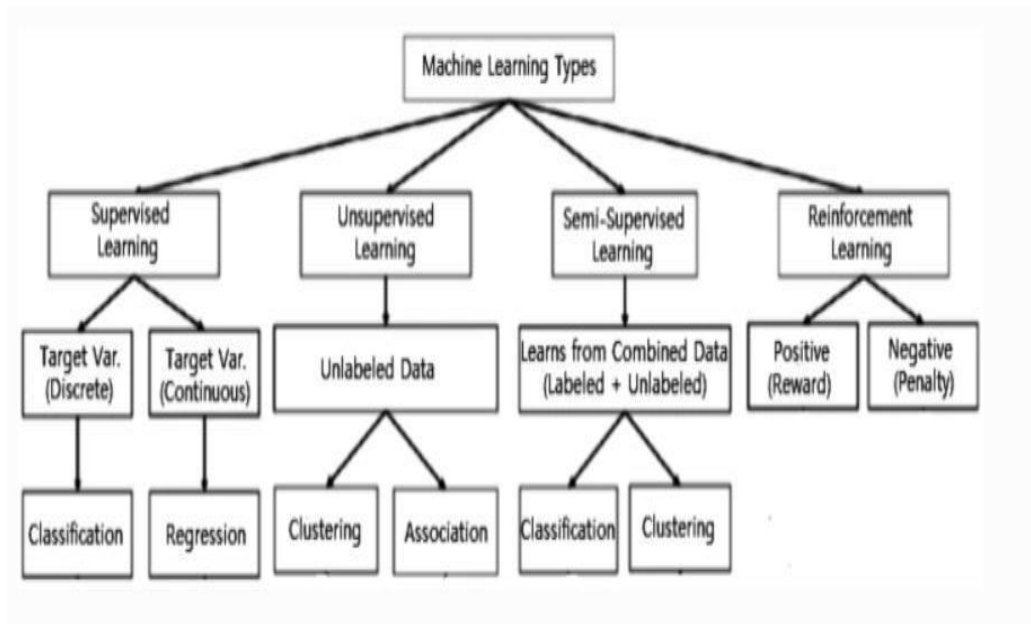 Machine Learning Types
Supervised
Learning
Unsupervised
Learning
Semi-Supervised
Learning
Reinforcement
Learning
Target Var.
(Discrete)
Target Var.
(Continuous)
Unlabeled Data
Learns from Combined Data
(Labeled + Unlabeled)
Positive
(Reward)
Negative
(Penalty)
Classification
Regression
Clustering
Association
Classification
Clustering